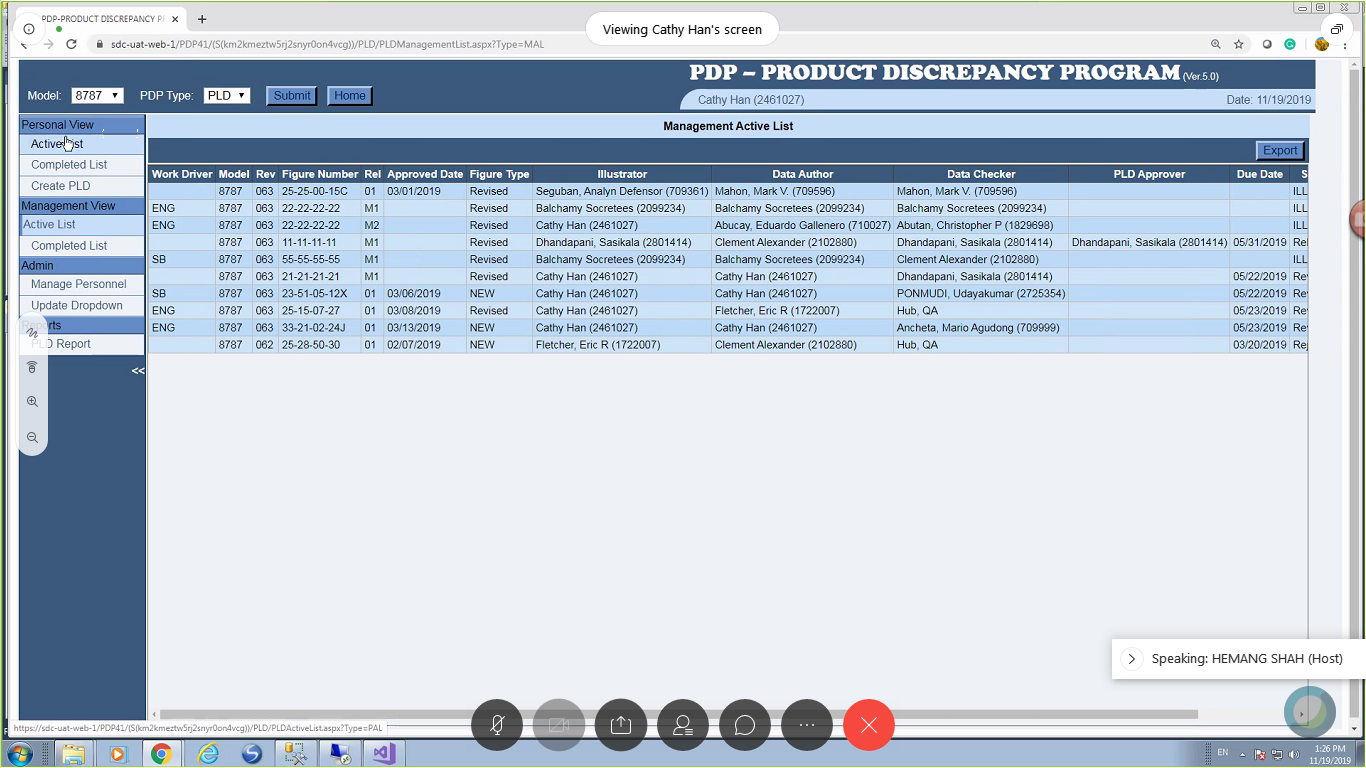 PDP-PRODUCT DISCREPANCY P
Viewing Cathy Han's screen
sdc-uat-web-1/PDP41/(S(km2kmeztw5rj2snyr0on4vcg))/PLD/PLDManagementList.aspx?Type=MAL
PDP – PRODUCT DISCREPANCY PROGRAM (Ver.5.0)
Model: 8787 PDP Type: PLD Submit Home
Cathy Han (2461027) Date: 11/19/2019
Personal View
Active List
Completed List
Create PLD
Management View
Active List
Completed List
Admin
Manage Personnel
Update Dropdown
PLD Report
<<
Management Active List
Export
Work Driver Model Rev Figure Number Rel Approved Date Figure Type Illustrator Data Author Data Checker PLD Approver Due Date S
8787 063 25-25-00-15C 01 03/01/2019 Revised Seguban, Analyn Defensor (709361) Mahon, Mark V. (709596) Mahon, Mark V. (709596) ILL
ENG 8787 063 22-22-22-22 M1 Revised Balchamy Socretees (2099234) Balchamy Socretees (2099234) Balchamy Socretees (2099234) ILL
ENG 8787 063 22-22-22-22 M2 Revised Cathy Han (2461027) Abucay, Eduardo Gallenero (710027) Abutan, Christopher P (1829698) ILL
8787 063 11-11-11-11 M1 Revised Dhandapani, Sasikala (2801414) Clement Alexander (2102880) Dhandapani, Sasikala (2801414) Dhandapani, Sasikala (2801414) 05/31/2019 Rel
SB 8787 063 55-55-55-55 M1 Revised Balchamy Socretees (2099234) Balchamy Socretees (2099234) Clement Alexander (2102880) ILL
8787 063 21-21-21-21 M1 Revised Cathy Han (2461027) Cathy Han (2461027) Dhandapani, Sasikala (2801414) 05/22/2019 Re
SB 8787 063 23-51-05-12X 01 03/06/2019 NEW Cathy Han (2461027) Cathy Han (2461027) PONMUDI, Udayakumar (2725354) 05/22/2019 Re
ENG 8787 063 25-15-07-27 01 03/08/2019 Revised Cathy Han (2461027) Fletcher, Eric R (1722007) Hub, QA 05/23/2019 Re
ENG 8787 063 33-21-02-24J 01 03/13/2019 NEW Cathy Han (2461027) Cathy Han (2461027) Ancheta, Mario Agudong (709999) 05/23/2019 Re
8787 062 25-28-50-30 01 02/07/2019 NEW Fletcher, Eric R (1722007) Clement Alexander (2102880) Hub, QA 03/20/2019 Rej
Speaking: HEMANG SHAH (Host)
https://sdc-uat-web-1/PDP41/(S(km2kmeztw5rj2snyr0on4vcg))/PLD/PLDActiveList.aspx?Type=PAL
EN
1:26 PM
11/19/2019